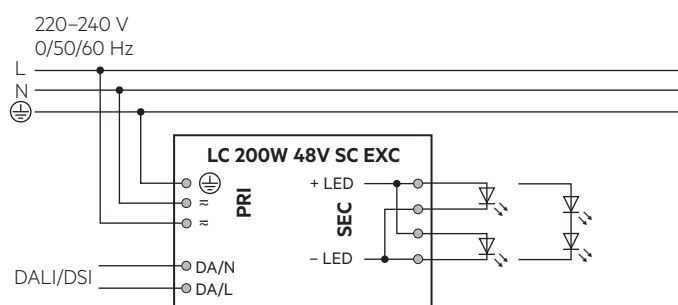 220–240 V
0/50/60 Hz
L
N
LC 200W 48V SC EXC
PRI
≂
≂
DALI/DSI
DA/N
DA/L
SEC
+ LED
– LED